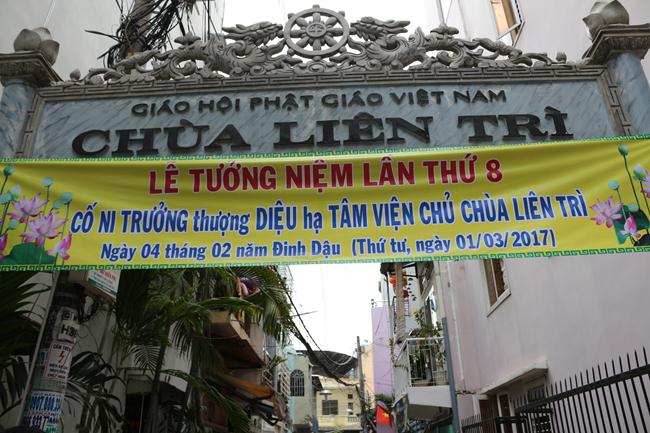 GIÁO HỘI PHẬT GIÁO VIỆT NAM
CHÙA LIÊN TRÌ
LỄ TƯỞNG NIỆM LẦN THỨ 8
CỐ NI TRƯỞNG thượng DIỆU hạ TÂM VIỆN CHỦ CHÙA LIÊN TRÌ
Ngày 04 tháng 02 năm Đinh Dậu (Thứ tư, ngày 01/03/2017)